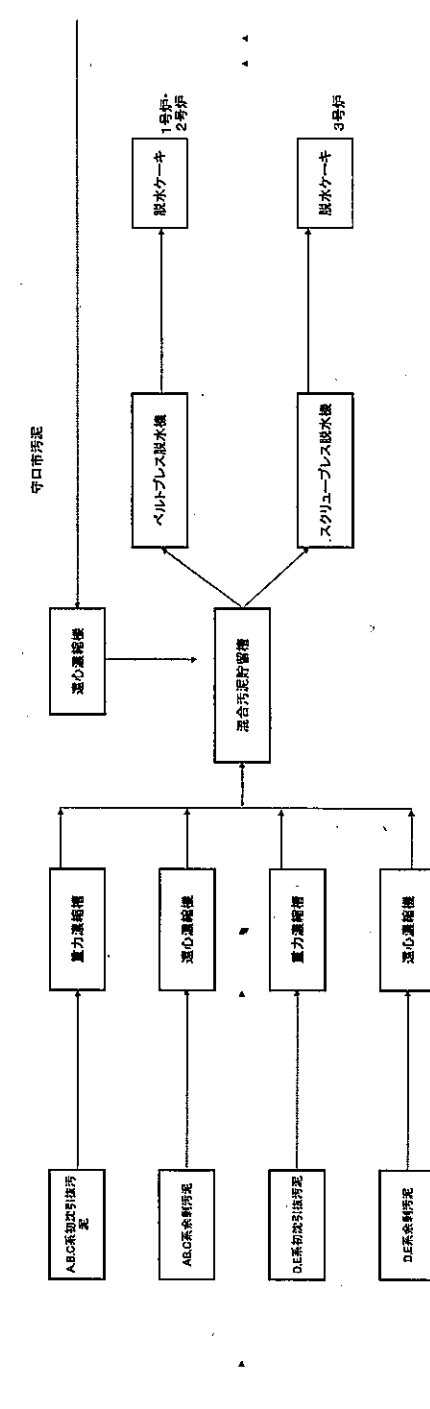 A.B.C系初沈引抜汚
泥
重力濃縮槽
A.B.C系余剰汚泥
遠心濃縮機
D.E系初沈引抜汚泥
重力濃縮槽
D.E系余剰汚泥
遠心濃縮機
遠心濃縮機
守口市汚泥
混合汚泥貯留槽
ベルトプレス脱水機
脱水ケーキ
1号炉・
2号炉
スクリュープレス脱水機
脱水ケーキ
3号炉